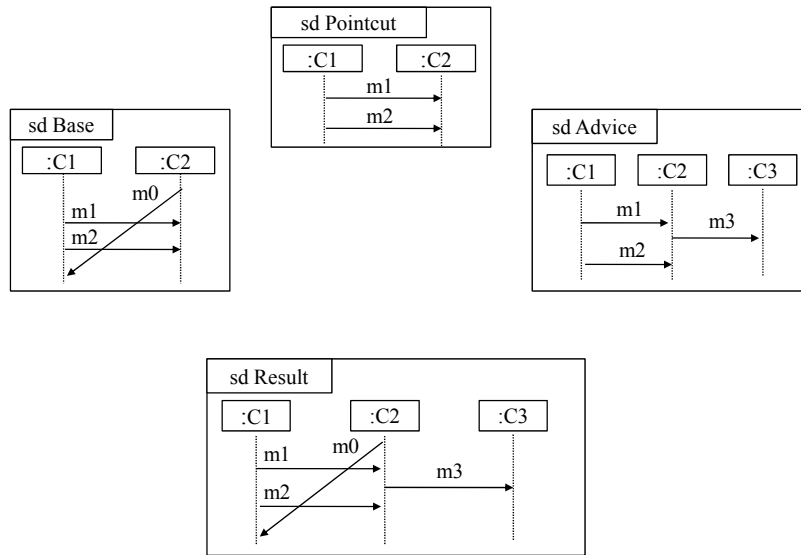 sd Pointcut
:C1 :C2
m1
m2
sd Base
:C1 :C2
m0
m1
m2
sd Advice
:C1 :C2 :C3
m1
m3
m2
sd Result
:C1 :C2 :C3
m0
m1
m3
m2